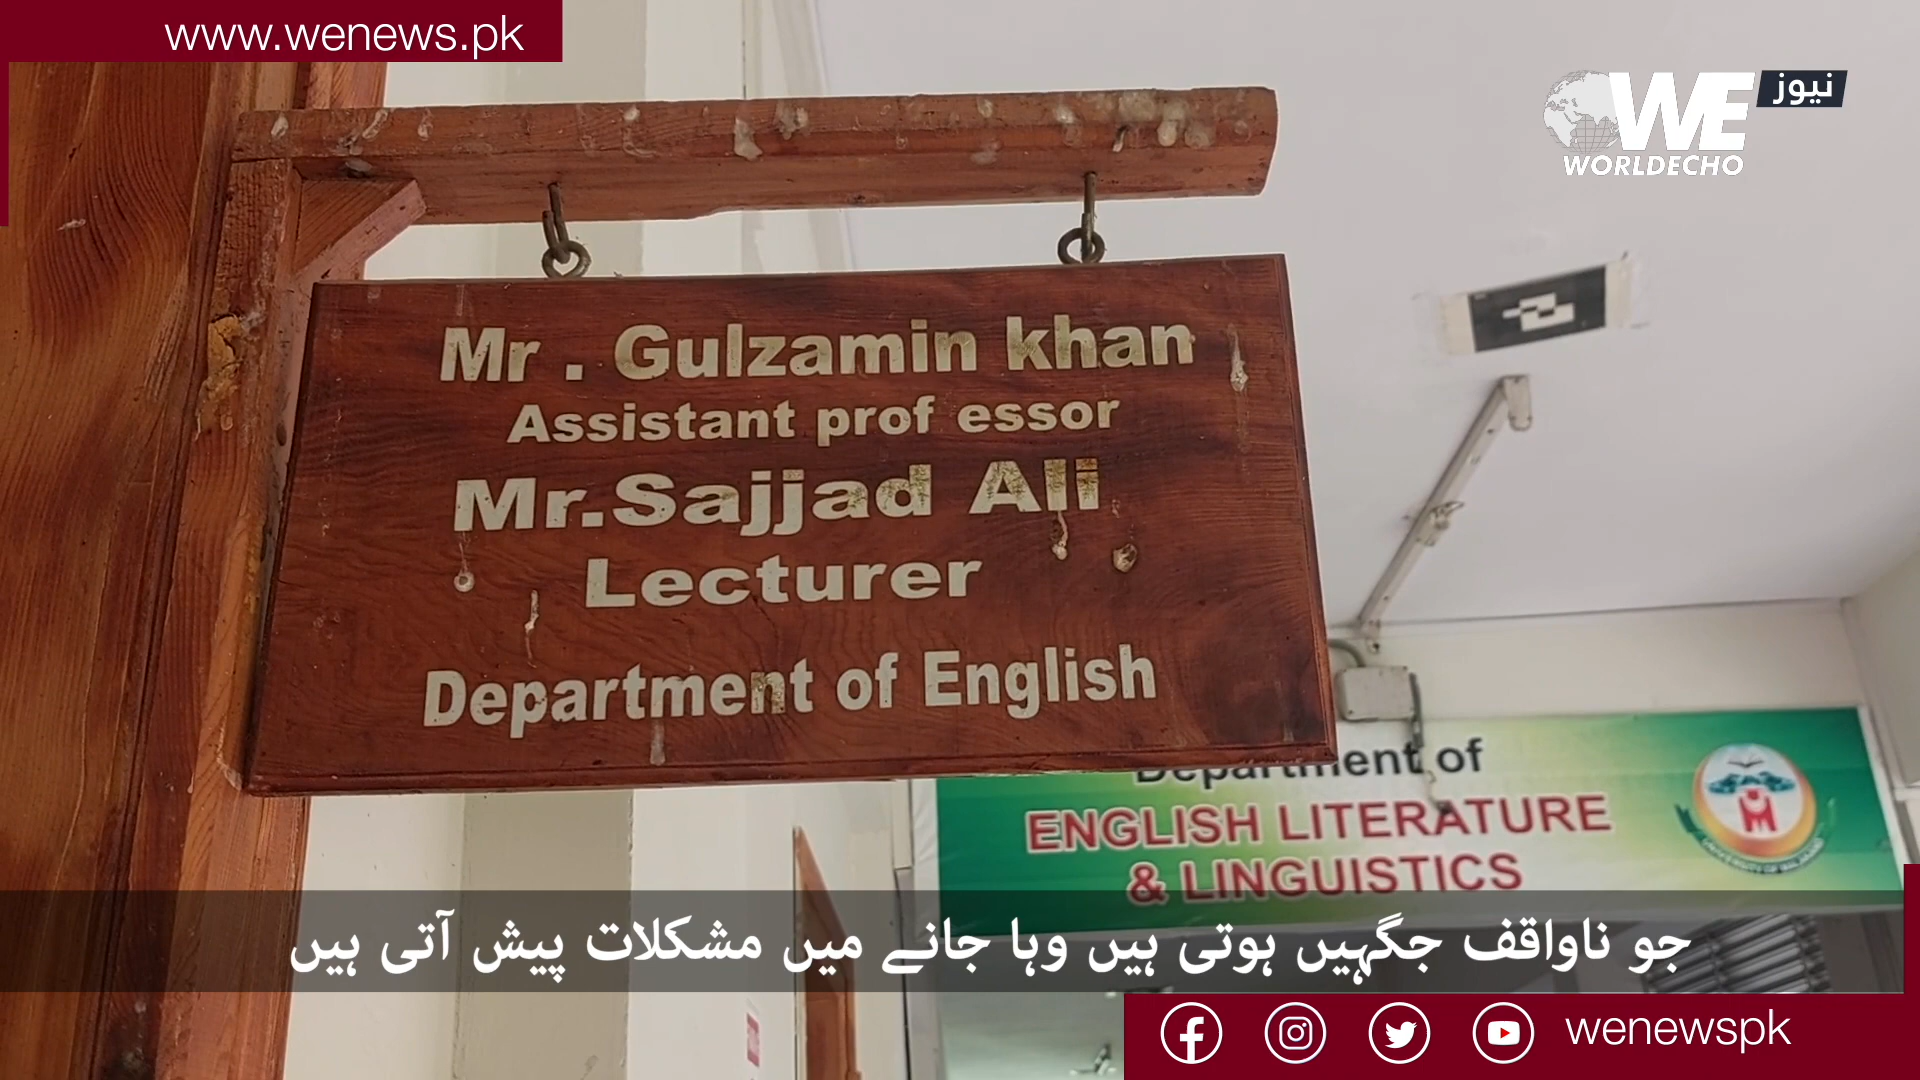 www.wenews.pk
WE نیوز
WORLDECHO
Mr . Gulzamin khan
Assistant prof essor
Mr.Sajjad Ali
Lecturer
Department of English
Department of
ENGLISH LITERATURE
& LINGUISTICS
جو ناواقف جگہیں ہوتی ہیں وہا جانے میں مشکلات پیش آتی ہیں
wenewspk